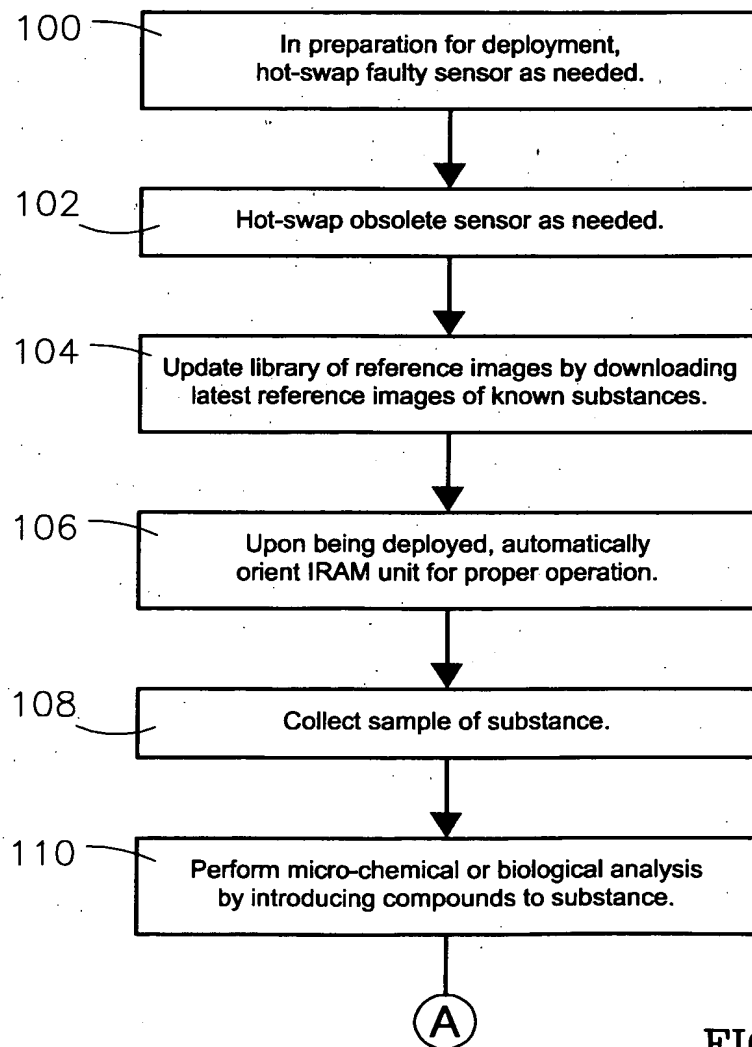 100
In preparation for deployment,
hot-swap faulty sensor as needed.
102
Hot-swap obsolete sensor as needed.
104
Update library of reference images by downloading
latest reference images of known substances.
106
Upon being deployed, automatically
orient IRAM unit for proper operation.
108
Collect sample of substance.
110
Perform micro-chemical or biological analysis
by introducing compounds to substance.
A